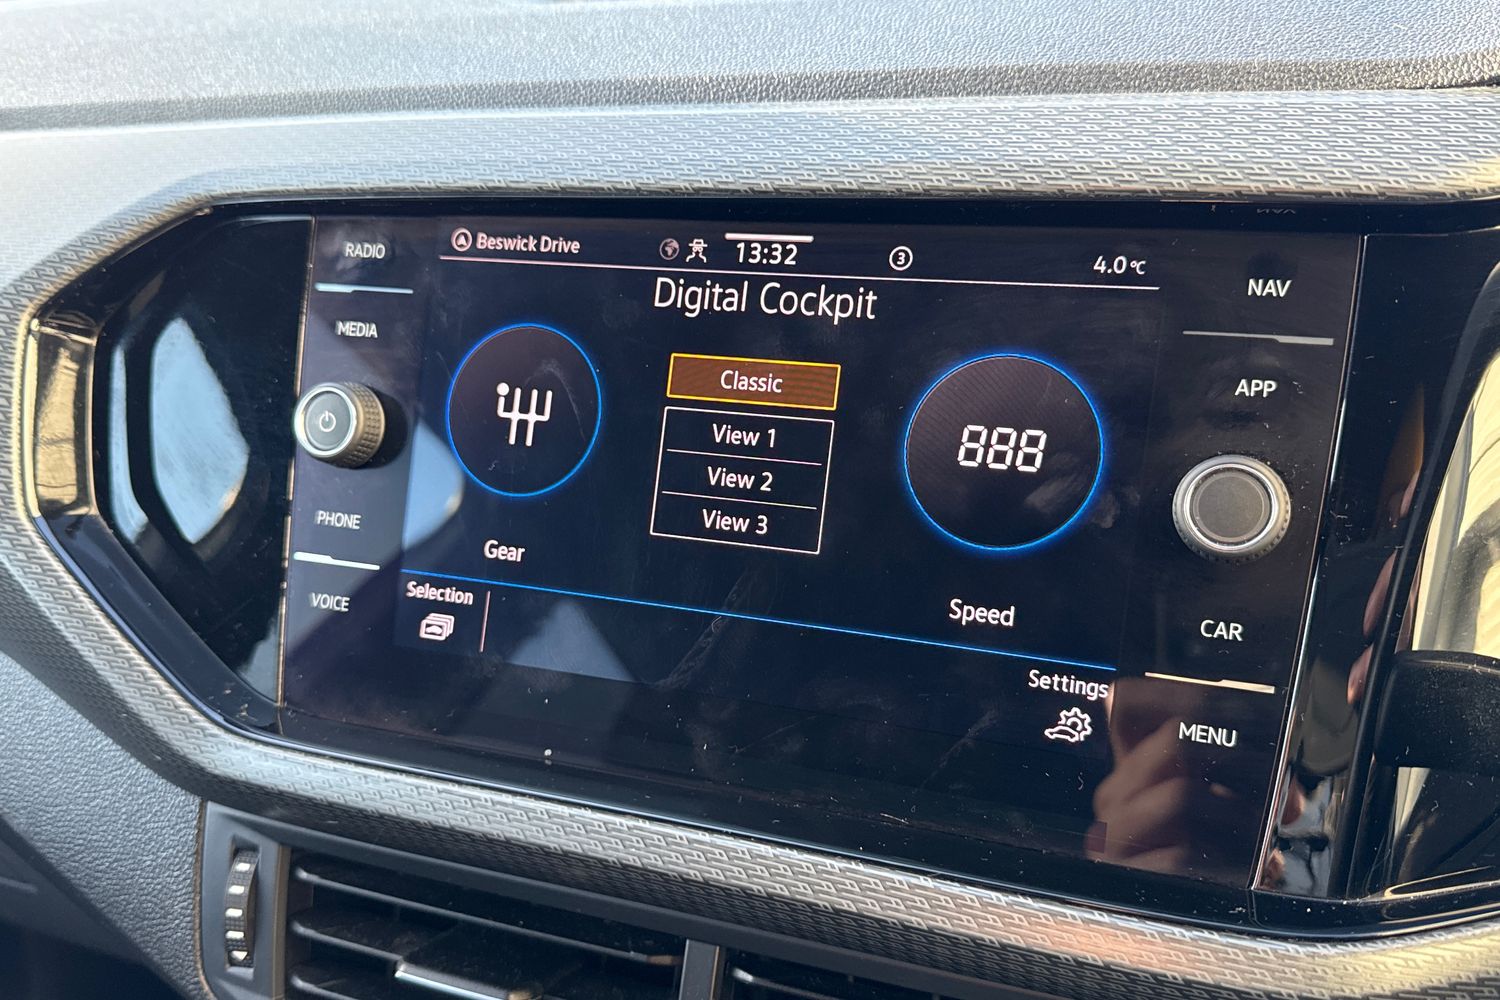 RADIO
MEDIA
PHONE
VOICE
Beswick Drive
13:32
3
4.0°C
Digital Cockpit
Classic
View 1
View 2
View 3
888
Gear
Speed
Selection
Settings
NAV
APP
CAR
MENU